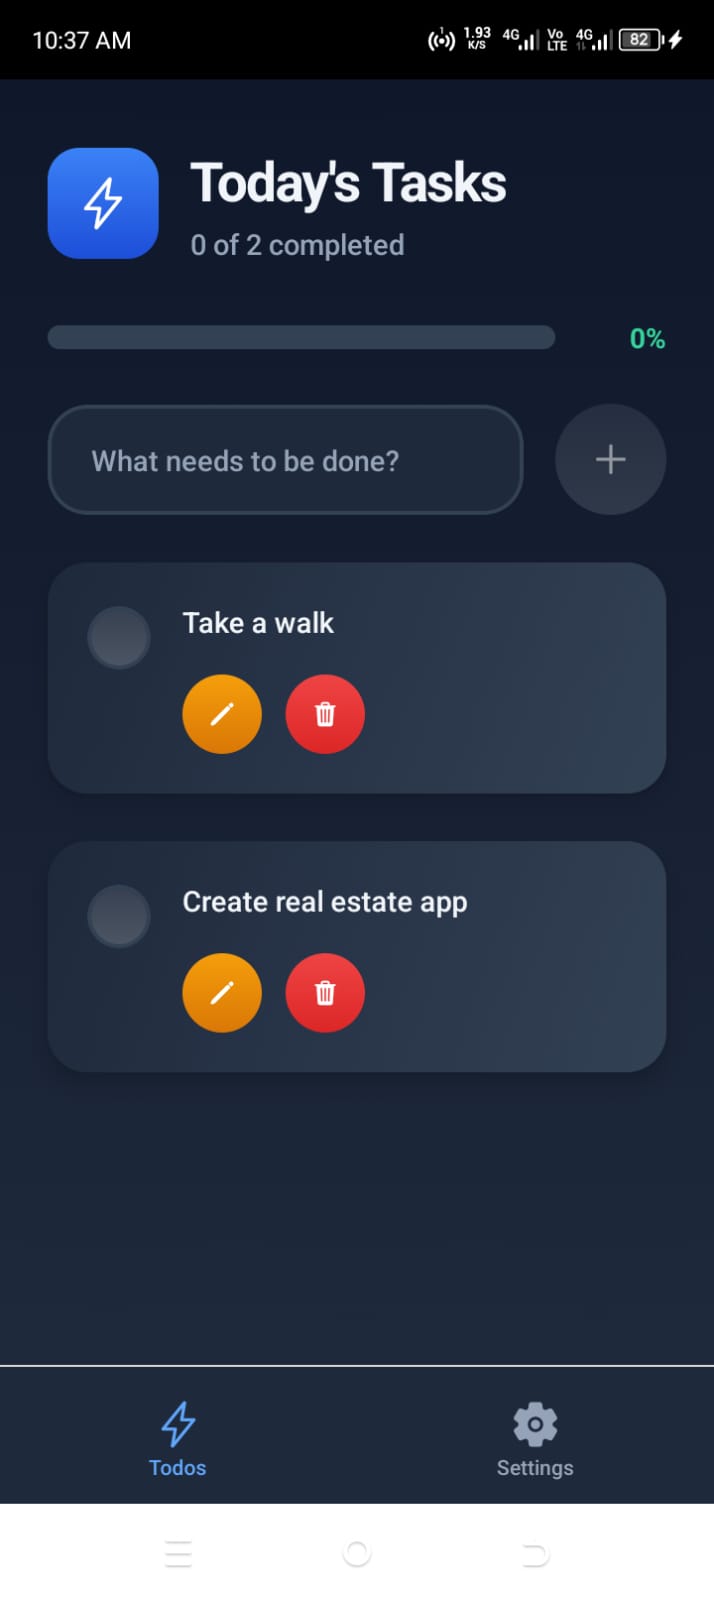 10:37 AM
1
1.93
K/S
4G
Vo
LTE
4G
82
Today's Tasks
0 of 2 completed
0%
What needs to be done?
Take a walk
Create real estate app
Todos
Settings